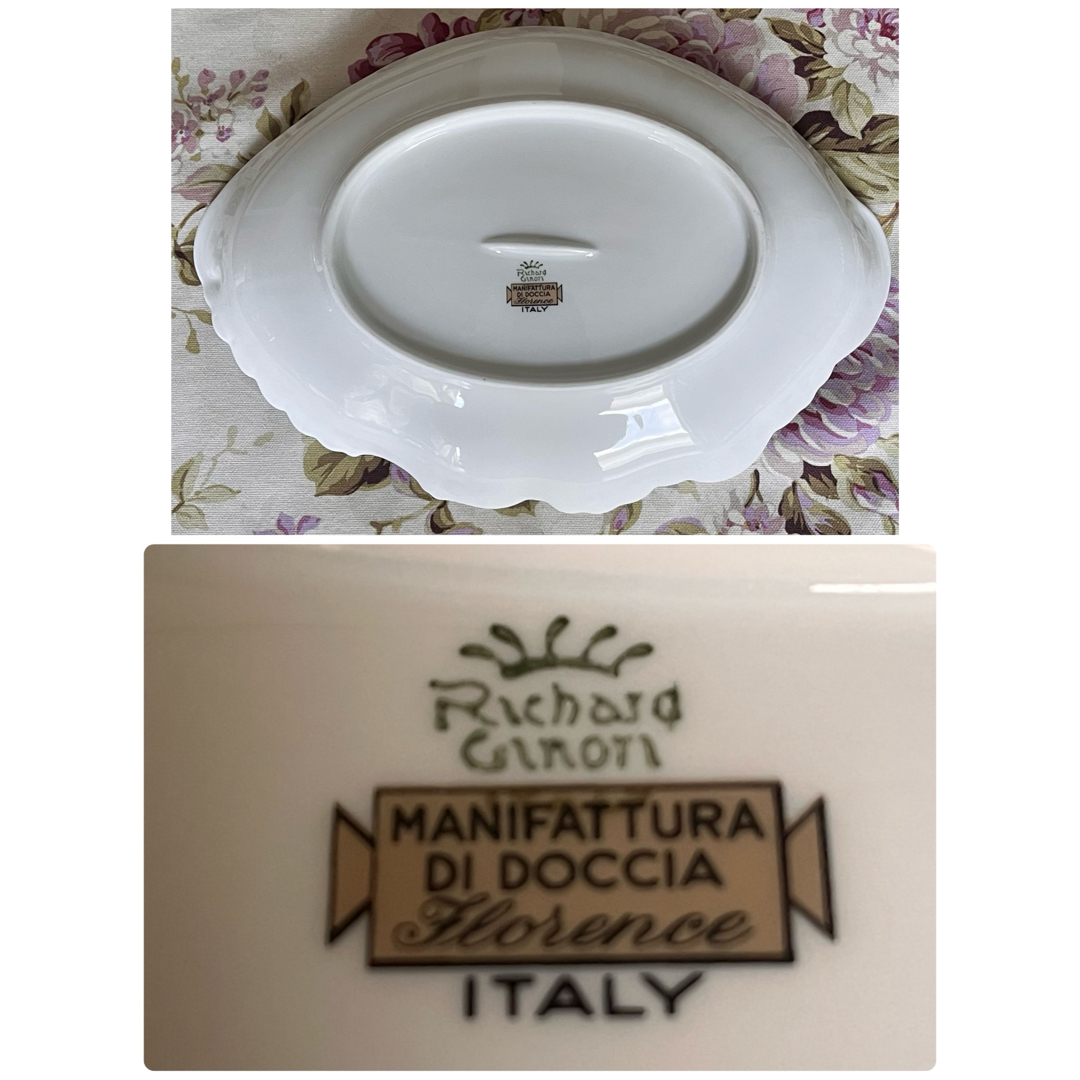 Richard
Ginori
MANIFATTURA
DI DOCCIA
Florence
ITALY
Richard
Ginori
MANIFATTURA
DI DOCCIA
Florence
ITALY